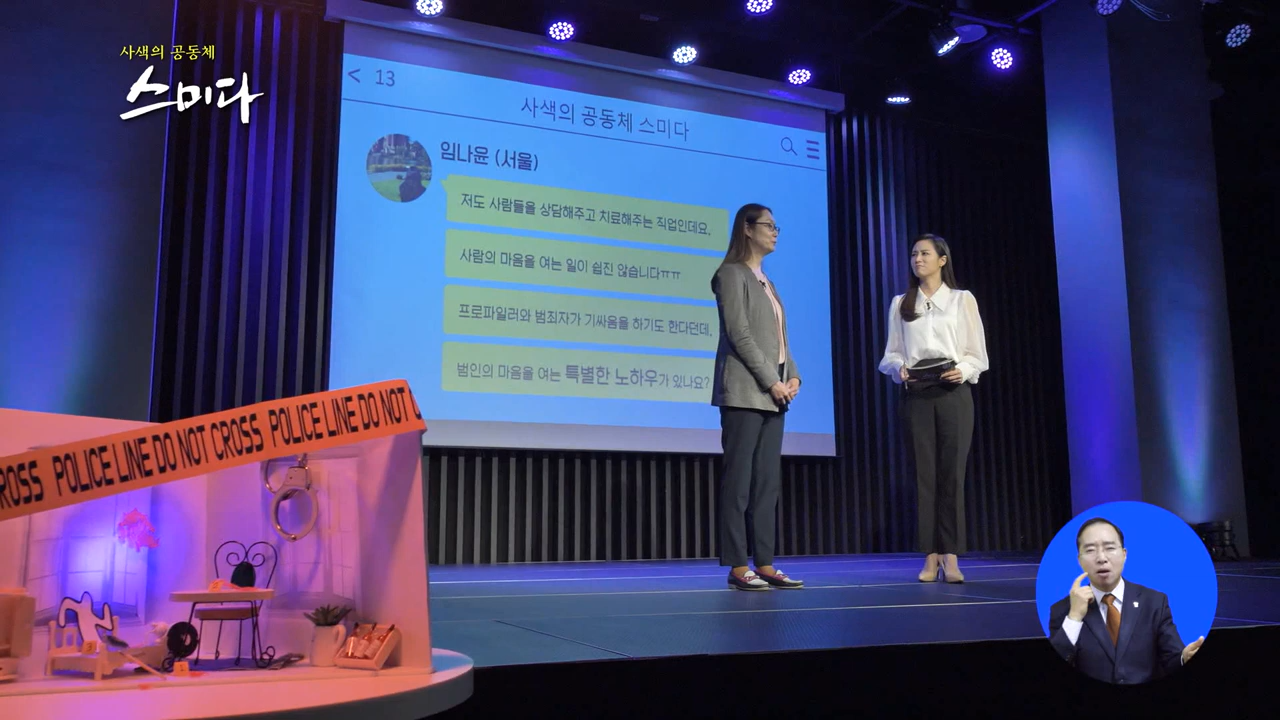 사색의 공동체
스미다
< 13
사색의 공동체 스미다
임나윤 (서울)
저도 사람들을 상담해주고 치료해주는 직업인데요.
사람의 마음을 여는 일이 쉽진 않습니다ㅠㅠ
프로파일러와 범죄자가 기싸움을 하기도 한다던데,
범인의 마음을 여는 특별한 노하우가 있나요?
ROSS POLICE LINE DO NOT CROSS POLICE LINE DO NOT C